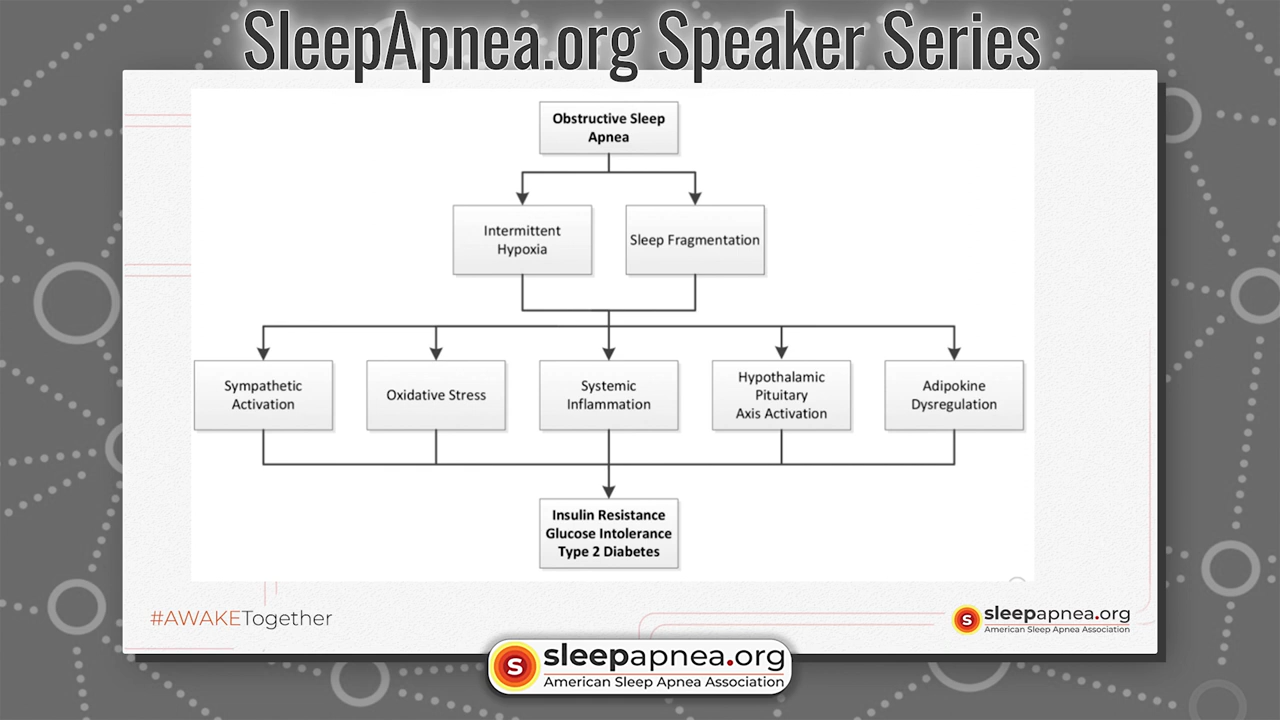 SleepApnea.org Speaker Series
Obstructive Sleep
Apnea
Intermittent
Hypoxia
Sleep Fragmentation
Sympathetic
Activation
Oxidative Stress
Systemic
Inflammation
Hypothalamic
Pituitary
Axis Activation
Adipokine
Dysregulation
Insulin Resistance
Glucose Intolerance
Type 2 Diabetes
#AWAKETogether
S sleepapnea.org
American Sleep Apnea Association
S sleepapnea.org
American Sleep Apnea Association